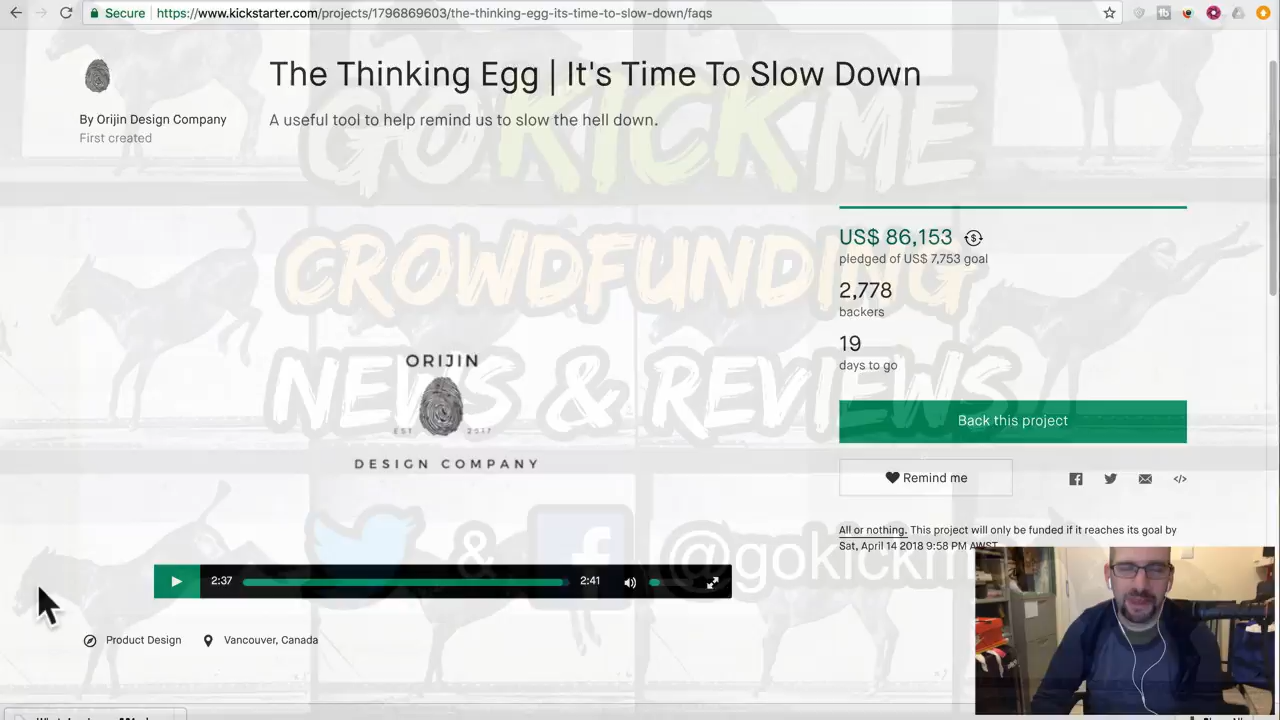 Secure
https://www.kickstarter.com/projects/1796869603/the-thinking-egg-its-time-to-slow-down/faqs
The Thinking Egg | It's Time To Slow Down
By Orijin Design Company
A useful tool to help remind us to slow the hell down.
First created
GOKICKME
CROWDFUNDING
NEWS & REVIEWS
US$ 86,153
pledged of US$ 7,753 goal
2,778
backers
19
days to go
ORIJIN
EST 2017
DESIGN COMPANY
Back this project
Remind me
All or nothing. This project will only be funded if it reaches its goal by
Sat, April 14 2018 9:58 PM AWST.
& @gokickm
2:37
2:41
Product Design
Vancouver, Canada